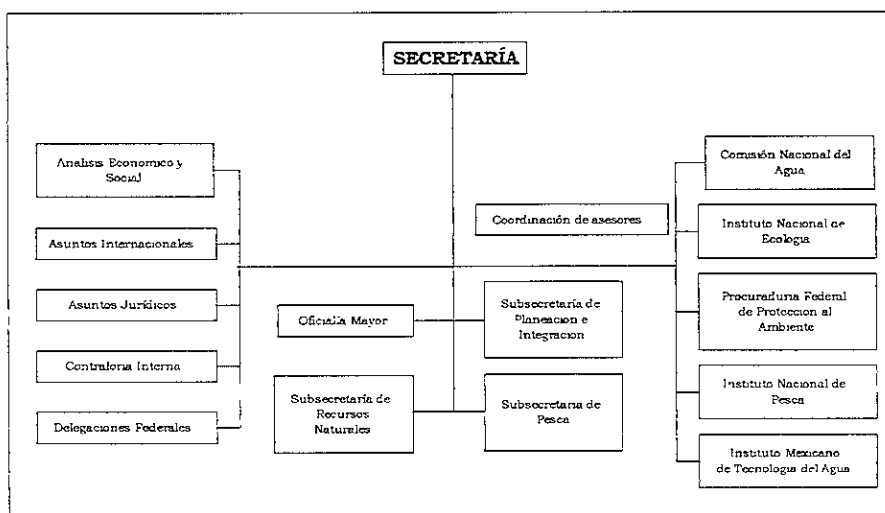 SECRETARÍA
Analisis Economico y
Social
Asuntos Internacionales
Asuntos Jurídicos
Contraloria Interna
Delegaciones Federales
Coordinación de asesores
Oficialía Mayor
Subsecretaría de
Planeacion e
Integracion
Subsecretaría de
Recursos
Naturales
Subsecretaria de
Pesca
Comisión Nacional del
Agua
Instituto Nacional de
Ecologia
Procuraduria Federal
de Proteccion al
Ambiente
Instituto Nacional de
Pesca
Instituto Mexicano
de Tecnologia del Agua